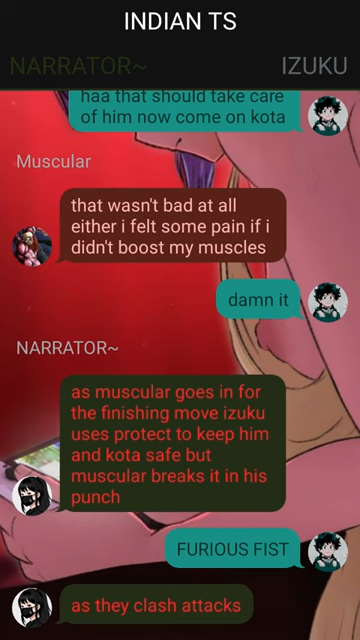 INDIAN TS
NARRATOR~ IZUKU
haa that should take care
of him now come on kota
Muscular
that wasn't bad at all
either i felt some pain if i
didn't boost my muscles
damn it
NARRATOR~
as muscular goes in for
the finishing move izuku
uses protect to keep him
and kota safe but
muscular breaks it in his
punch
FURIOUS FIST
as they clash attacks